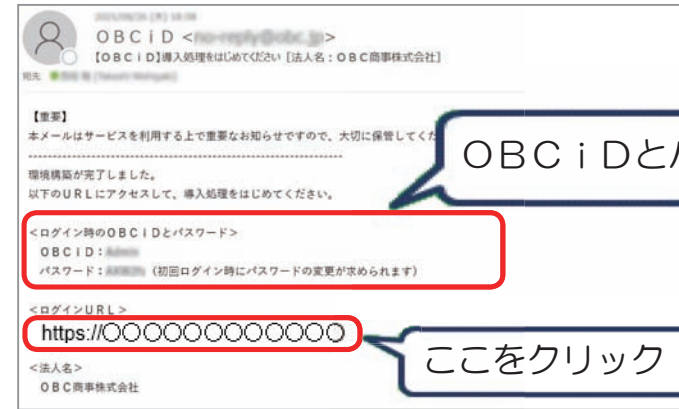 OBCiD <
【OBCiD】導入処理をはじめてください [法人名:OBC商事株式会社]
宛先
【重要】
本メールはサービスを利用する上で重要なお知らせですので、大切に保管してくだ
環境構築が完了しました。
以下のURLにアクセスして、導入処理をはじめてください。
OBCiDとパ
<ログイン時のOBCiDとパスワード>
OBCiD:
パスワード: (初回ログイン時にパスワードの変更が求められます)
<ログインURL>
https://○○○○○○○○○○○○○
ここをクリック
<法人名>
OBC商事株式会社